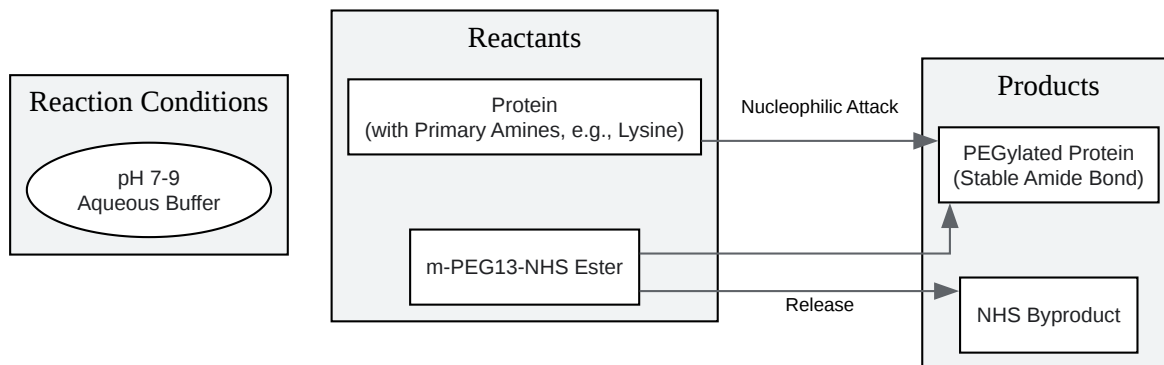 Reaction Conditions
pH 7-9
Aqueous Buffer
Reactants
Protein
(with Primary Amines, e.g., Lysine)
m-PEG13-NHS Ester
Nucleophilic Attack
Release
Products
PEGylated Protein
(Stable Amide Bond)
NHS Byproduct